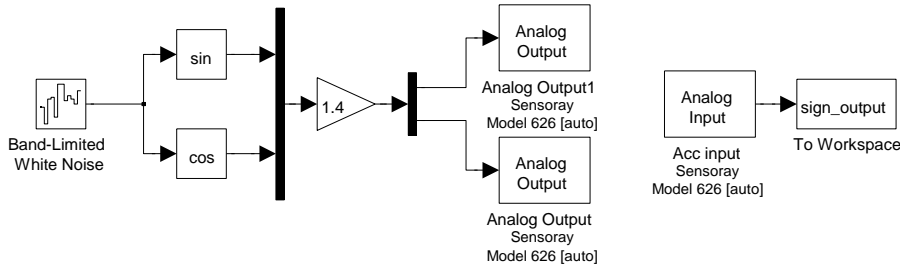 Band-Limited
White Noise
sin
cos
1.4
Analog
Output
Analog Output1
Sensoray
Model 626 [auto]
Analog
Output
Analog Output
Sensoray
Model 626 [auto]
Analog
Input
Acc input
Sensoray
Model 626 [auto]
sign_output
To Workspace